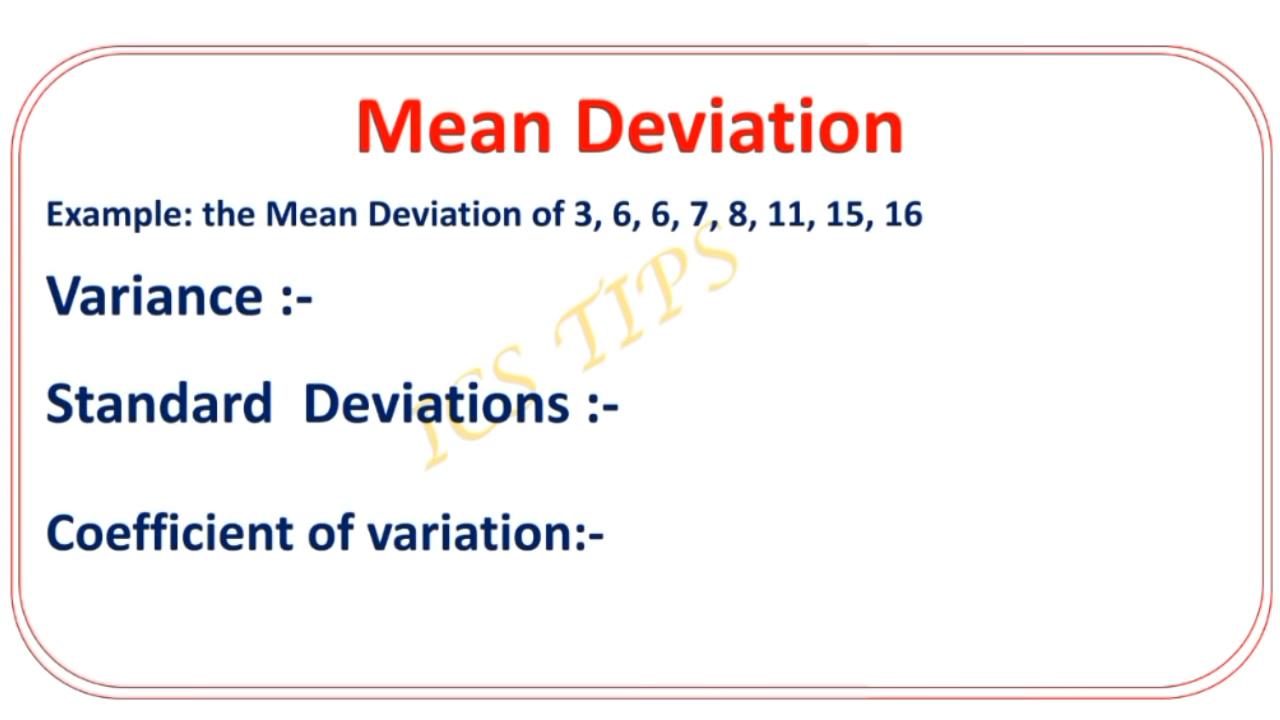 Mean Deviation
Example: the Mean Deviation of 3, 6, 6, 7, 8, 11, 15, 16
Variance :-
ICS TIPS
Standard Deviations :-
Coefficient of variation:-